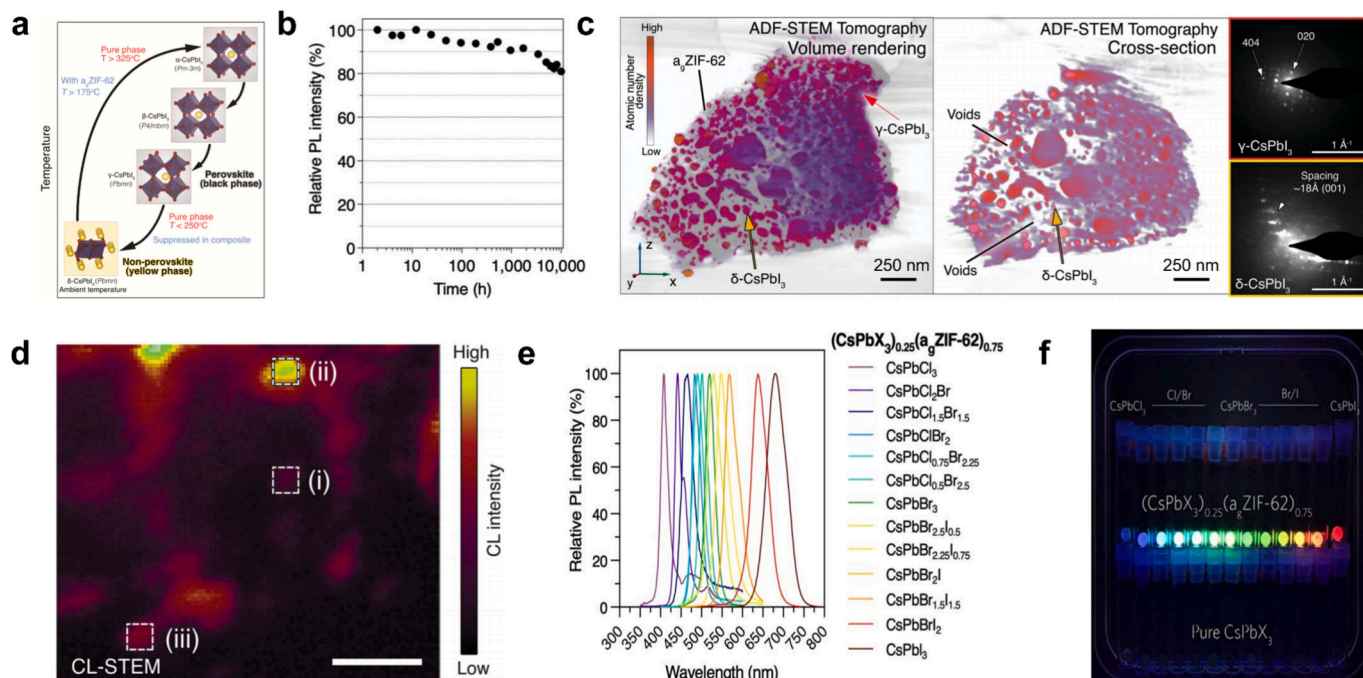 a
Pure phase
T > 325°C
With agZIF-62
T > 175°C
α-CsPbI3
(Pm-3m)
β-CsPbI3
(P4/mbm)
γ-CsPbI3
(Pbmn)
Perovskite
(black phase)
Pure phase
T < 250°C
Suppressed in composite
Non-perovskite
(yellow phase)
δ-CsPbI3 (Pbmn)
Ambient temperature
Temperature
b
Relative PL intensity (%)
100
80
60
40
20
0
1
10
100
1,000
10,000
Time (h)
c
High
Atomic number
density
Low
ADF-STEM Tomography
Volume rendering
agZIF-62
γ-CsPbI3
δ-CsPbI3
z
y
x
250 nm
ADF-STEM Tomography
Cross-section
Voids
Voids
δ-CsPbI3
250 nm
404
020
γ-CsPbI3
1 Å-1
Spacing
~18Å (001)
δ-CsPbI3
1 Å-1
d
(ii)
(i)
(iii)
CL-STEM
High
CL intensity
Low
e
Relative PL intensity (%)
100
80
60
40
20
0
300
350
400
450
500
550
600
650
700
750
800
Wavelength (nm)
(CsPbX3)0.25(agZIF-62)0.75
CsPbCl3
CsPbCl2Br
CsPbCl1.5Br1.5
CsPbClBr2
CsPbCl0.75Br2.25
CsPbCl0.5Br2.5
CsPbBr3
CsPbBr2.5I0.5
CsPbBr2.25I0.75
CsPbBr2I
CsPbBr1.5I1.5
CsPbBrI2
CsPbI3
f
CsPbCl3
Cl/Br
CsPbBr3
Br/I
CsPbI3
(CsPbX3)0.25(agZIF-62)0.75
Pure CsPbX3